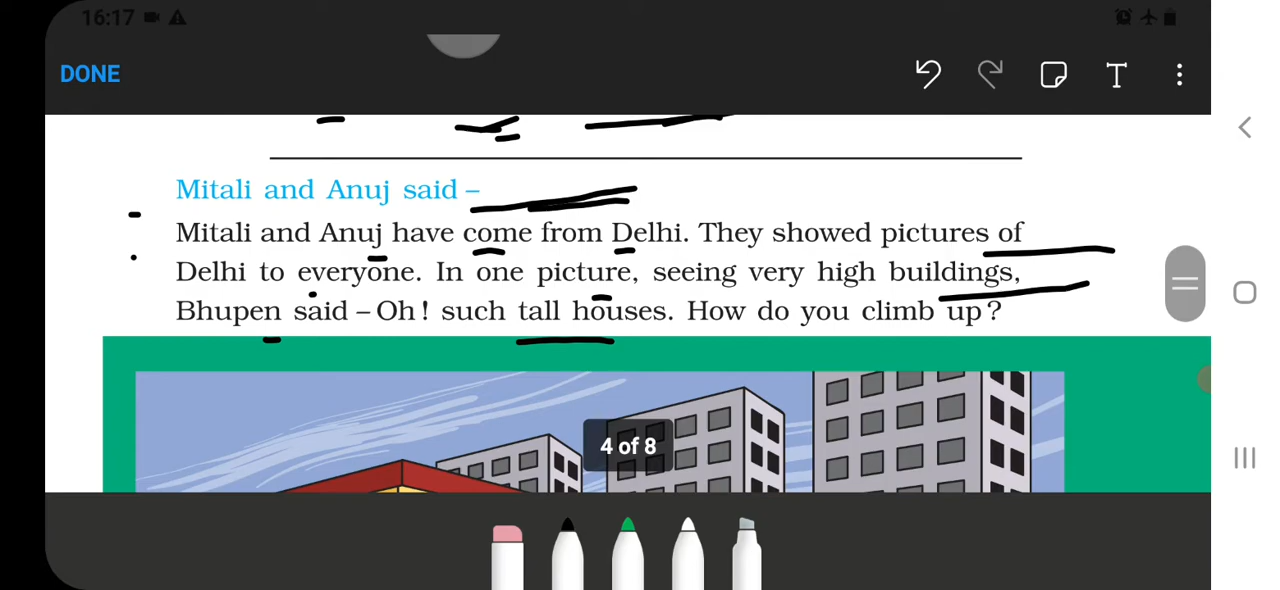 16:17
DONE
T
Mitali and Anuj said –
Mitali and Anuj have come from Delhi. They showed pictures of
Delhi to everyone. In one picture, seeing very high buildings,
Bhupen said – Oh! such tall houses. How do you climb up?
4 of 8